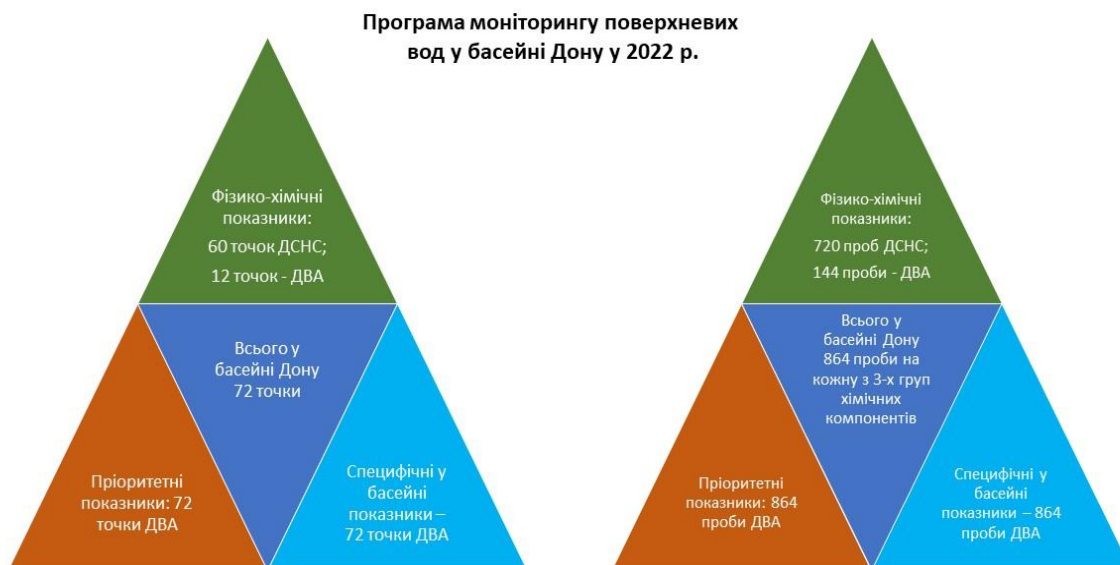 Програма моніторингу поверхневих
вод у басейні Дону у 2022 р.
Фізико-хімічні
показники:
60 точок ДСНС;
12 точок - ДВА
Всього у
басейні Дону
72 точки
Пріоритетні
показники: 72
точки ДВА
Специфічні у
басейні
показники –
72 точки ДВА
Фізико-хімічні
показники:
720 проб ДСНС;
144 проби - ДВА
Всього у
басейні Дону
864 проби на
кожну з 3-х груп
хімічних
компонентів
Пріоритетні
показники: 864
проби ДВА
Специфічні у
басейні
показники – 864
проби ДВА